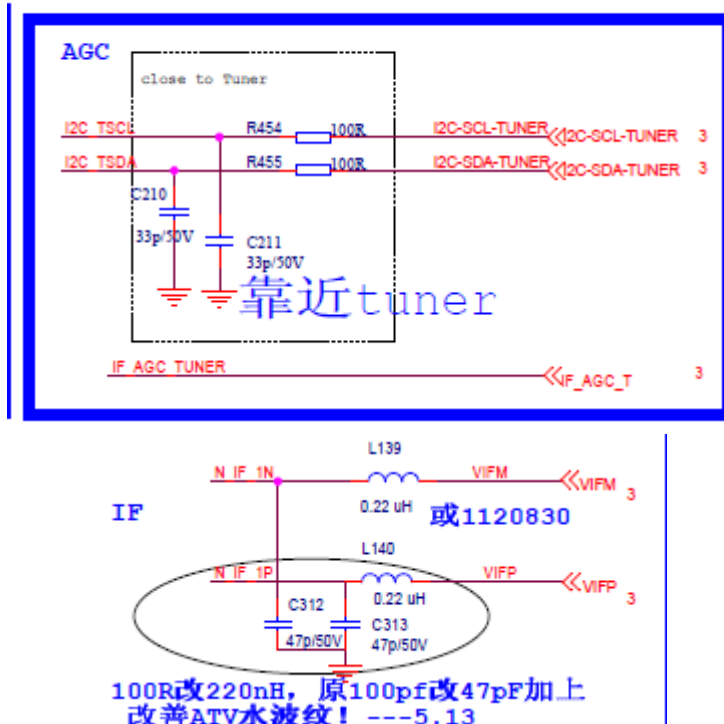 AGC
close to Tuner
I2C_TSCL R454 100R I2C-SCL-TUNER I2C-SCL-TUNER 3
I2C_TSDA R455 100R I2C-SDA-TUNER I2C-SDA-TUNER 3
C210
33p/50V
C211
33p/50V
靠近tuner
IF_AGC_TUNER IF_AGC_T 3
L139
N_IF_1N VIFM VIFM 3
0.22 uH
IF
或1120830
L140
N_IF_1P VIFP VIFP 3
0.22 uH
C312
47p/50V
C313
47p/50V
100R改220nH，原100pf改47pF加上
改善ATV水波纹！---5.13